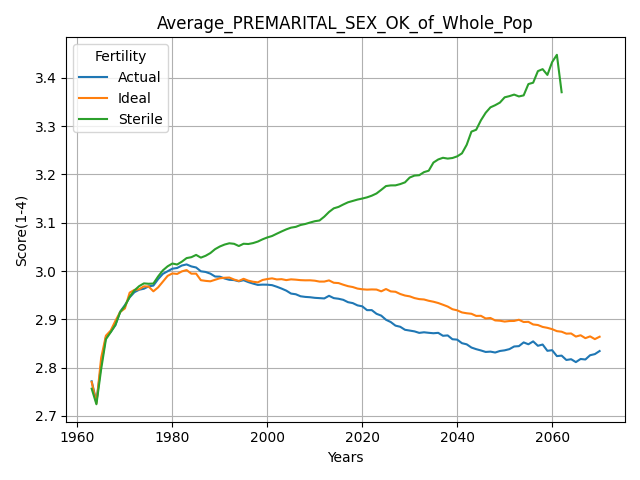 Average_PREMARITAL_SEX_OK_of_Whole_Pop
Fertility
Actual
Ideal
Sterile
Score(1-4)
3.4
3.3
3.2
3.1
3.0
2.9
2.8
2.7
1960 1980 2000 2020 2040 2060
Years